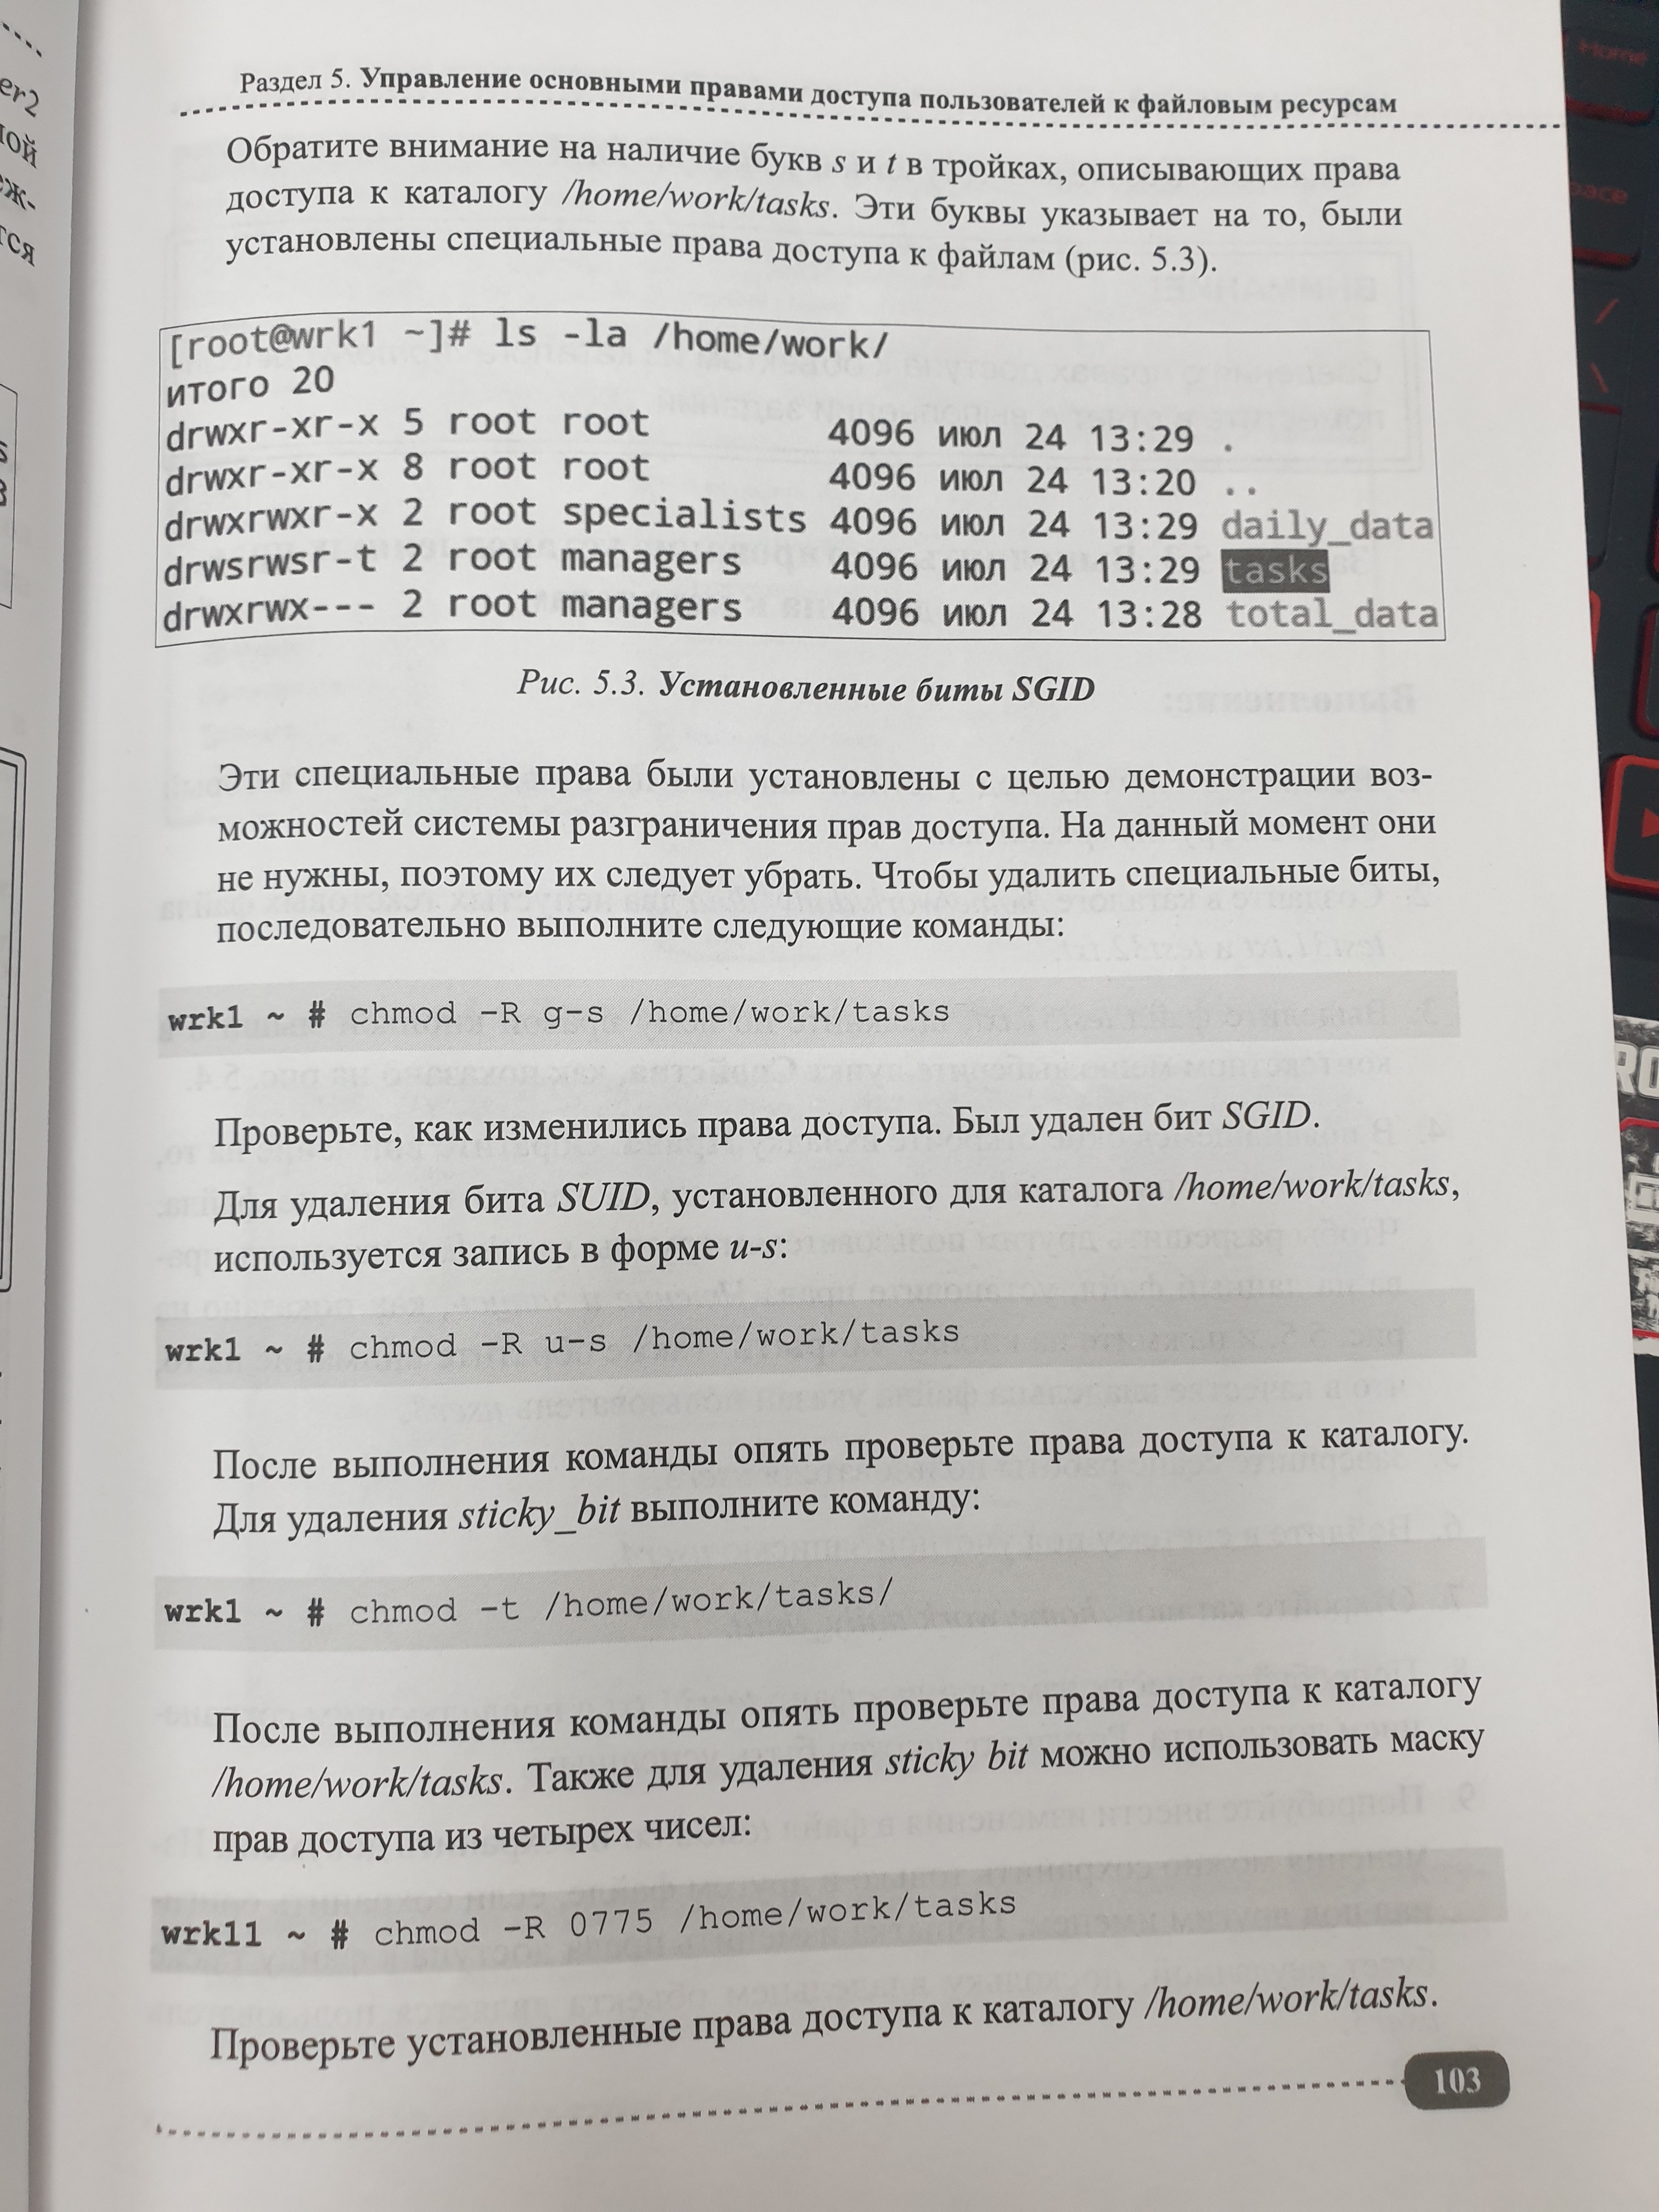 Раздел 5. Управление основными правами доступа пользователей к файловым ресурсам
Обратите внимание на наличие букв s и t в тройках, описывающих права
доступа к каталогу /home/work/tasks. Эти буквы указывает на то, были
установлены специальные права доступа к файлам (рис. 5.3).
[root@wrk1 ~]# ls -la /home/work/
итого 20
drwxr-xr-x 5 root root 4096 июл 24 13:29 .
drwxr-xr-x 8 root root 4096 июл 24 13:20 ..
drwxrwxr-x 2 root specialists 4096 июл 24 13:29 daily_data
drwsrwsr-t 2 root managers 4096 июл 24 13:29 tasks
drwxrwx--- 2 root managers 4096 июл 24 13:28 total_data
Рис. 5.3. Установленные биты SGID
Эти специальные права были установлены с целью демонстрации воз-
можностей системы разграничения прав доступа. На данный момент они
не нужны, поэтому их следует убрать. Чтобы удалить специальные биты,
последовательно выполните следующие команды:
wrk1 ~ # chmod -R g-s /home/work/tasks
Проверьте, как изменились права доступа. Был удален бит SGID.
Для удаления бита SUID, установленного для каталога /home/work/tasks,
используется запись в форме u-s:
wrk1 ~ # chmod -R u-s /home/work/tasks
После выполнения команды опять проверьте права доступа к каталогу.
Для удаления sticky_bit выполните команду:
wrk1 ~ # chmod -t /home/work/tasks/
После выполнения команды опять проверьте права доступа к каталогу
/home/work/tasks. Также для удаления sticky bit можно использовать маску
прав доступа из четырех чисел:
wrk11 ~ # chmod -R 0775 /home/work/tasks
Проверьте установленные права доступа к каталогу /home/work/tasks.
103
er2
Home